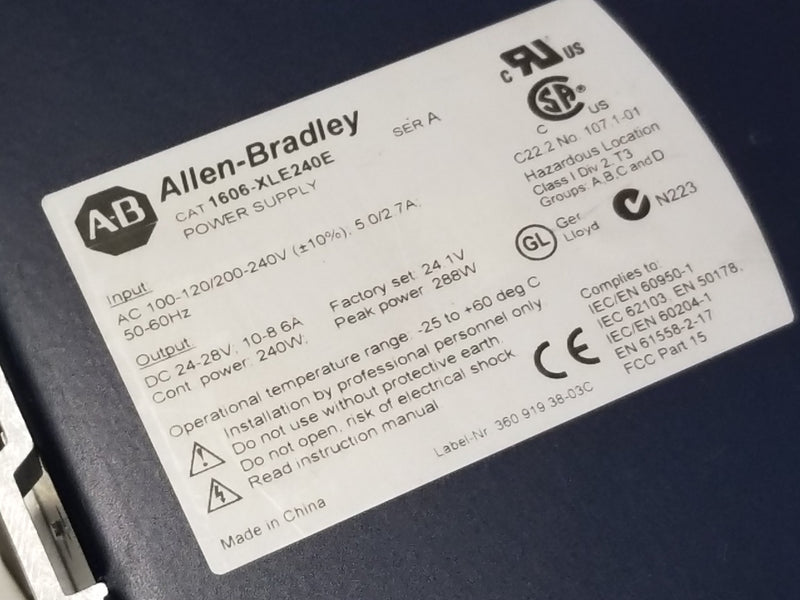 A-B
Allen-Bradley
CAT 1606-XLE240E
SER A
POWER SUPPLY
Input:
AC 100-120/200-240V (±10%), 5.0/2.7A,
50-60Hz
Output:
DC 24-28V, 10-8.6A
Factory set: 24.1V
Cont. power: 240W,
Peak power: 288W
Operational temperature range: -25 to +60 deg C
Installation by professional personnel only.
Do not use without protective earth.
Do not open, risk of electrical shock.
Read instruction manual.
Made in China
Label-Nr. 360.919.38-03C
C UR US
SA
C US
C22.2 No. 107.1-01
Hazardous Location
Class I Div 2, T3
Groups: A,B,C and D
GL
Ger.
Lloyd
N223
CE
Complies to:
IEC/EN 60950-1
IEC 62103, EN 50178,
IEC/EN 60204-1
EN 61558-2-17
FCC Part 15